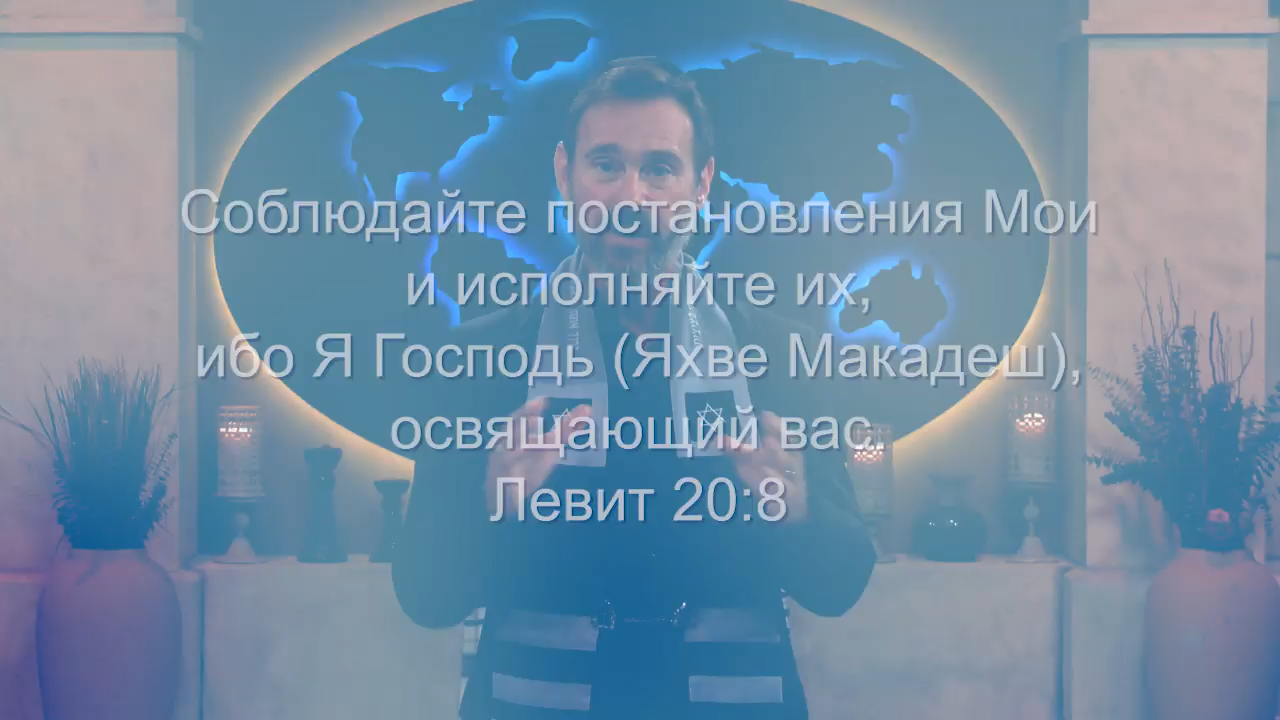 Соблюдайте постановления Мои
и исполняйте их,
ибо Я Господь (Яхве Макадеш),
освящающий вас,
Левит 20:8